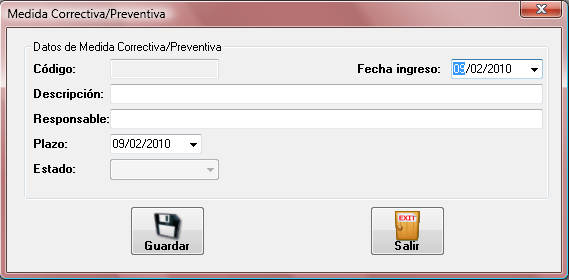 Medida Correctiva/Preventiva
Datos de Medida Correctiva/Preventiva
Código: Fecha ingreso: 09/02/2010
Descripción:
Responsable:
Plazo: 09/02/2010
Estado:
EXIT
Guardar Salir